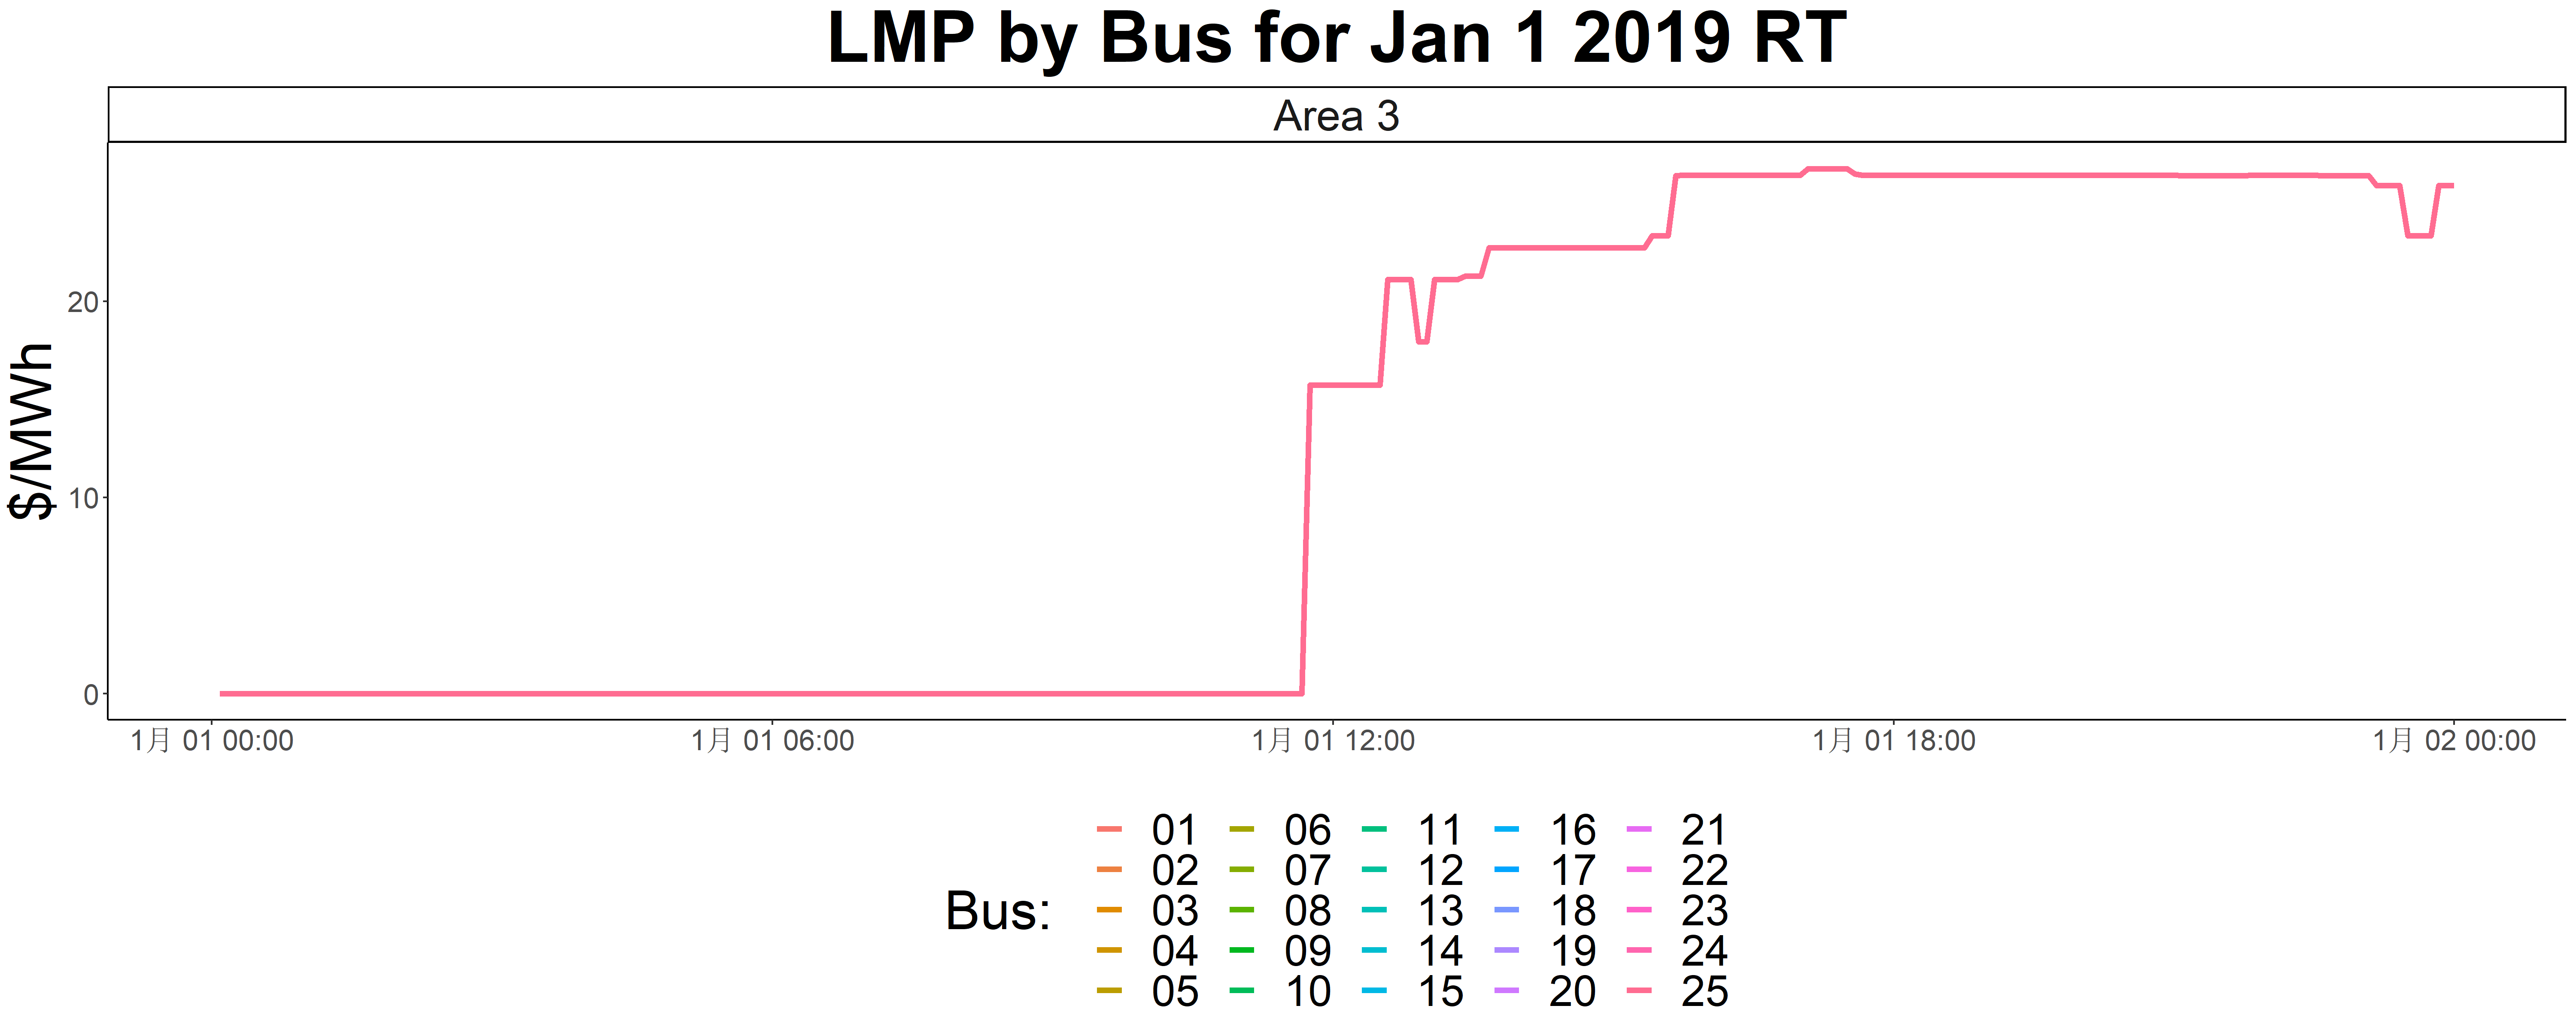 LMP by Bus for Jan 1 2019 RT
Area 3
$/MWh
20
10
0
1月 01 00:00 1月 01 06:00 1月 01 12:00 1月 01 18:00 1月 02 00:00
Bus:
01 06 11 16 21
02 07 12 17 22
03 08 13 18 23
04 09 14 19 24
05 10 15 20 25